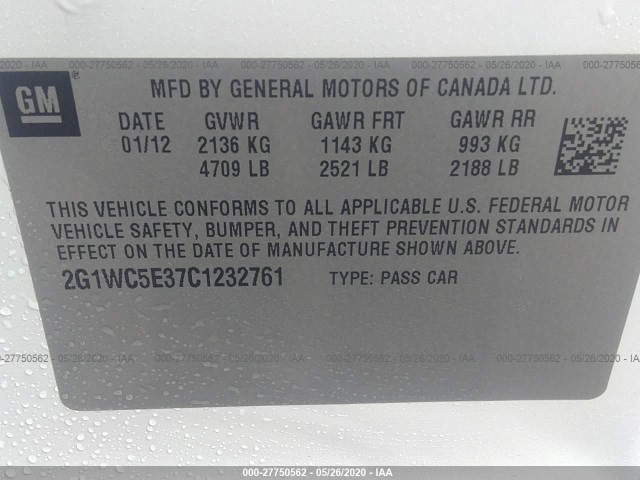 000-27750562 - 05/26/2020 - IAA
GM®
MFD BY GENERAL MOTORS OF CANADA LTD.
DATE GVWR GAWR FRT GAWR RR
01/12 2136 KG 1143 KG 993 KG
4709 LB 2521 LB 2188 LB
THIS VEHICLE CONFORMS TO ALL APPLICABLE U.S. FEDERAL MOTOR
VEHICLE SAFETY, BUMPER, AND THEFT PREVENTION STANDARDS IN
EFFECT ON THE DATE OF MANUFACTURE SHOWN ABOVE.
2G1WC5E37C1232761 TYPE: PASS CAR
000-27750562 - 05/26/2020 - IAA
000-27750562 - 05/26/2020 - IAA